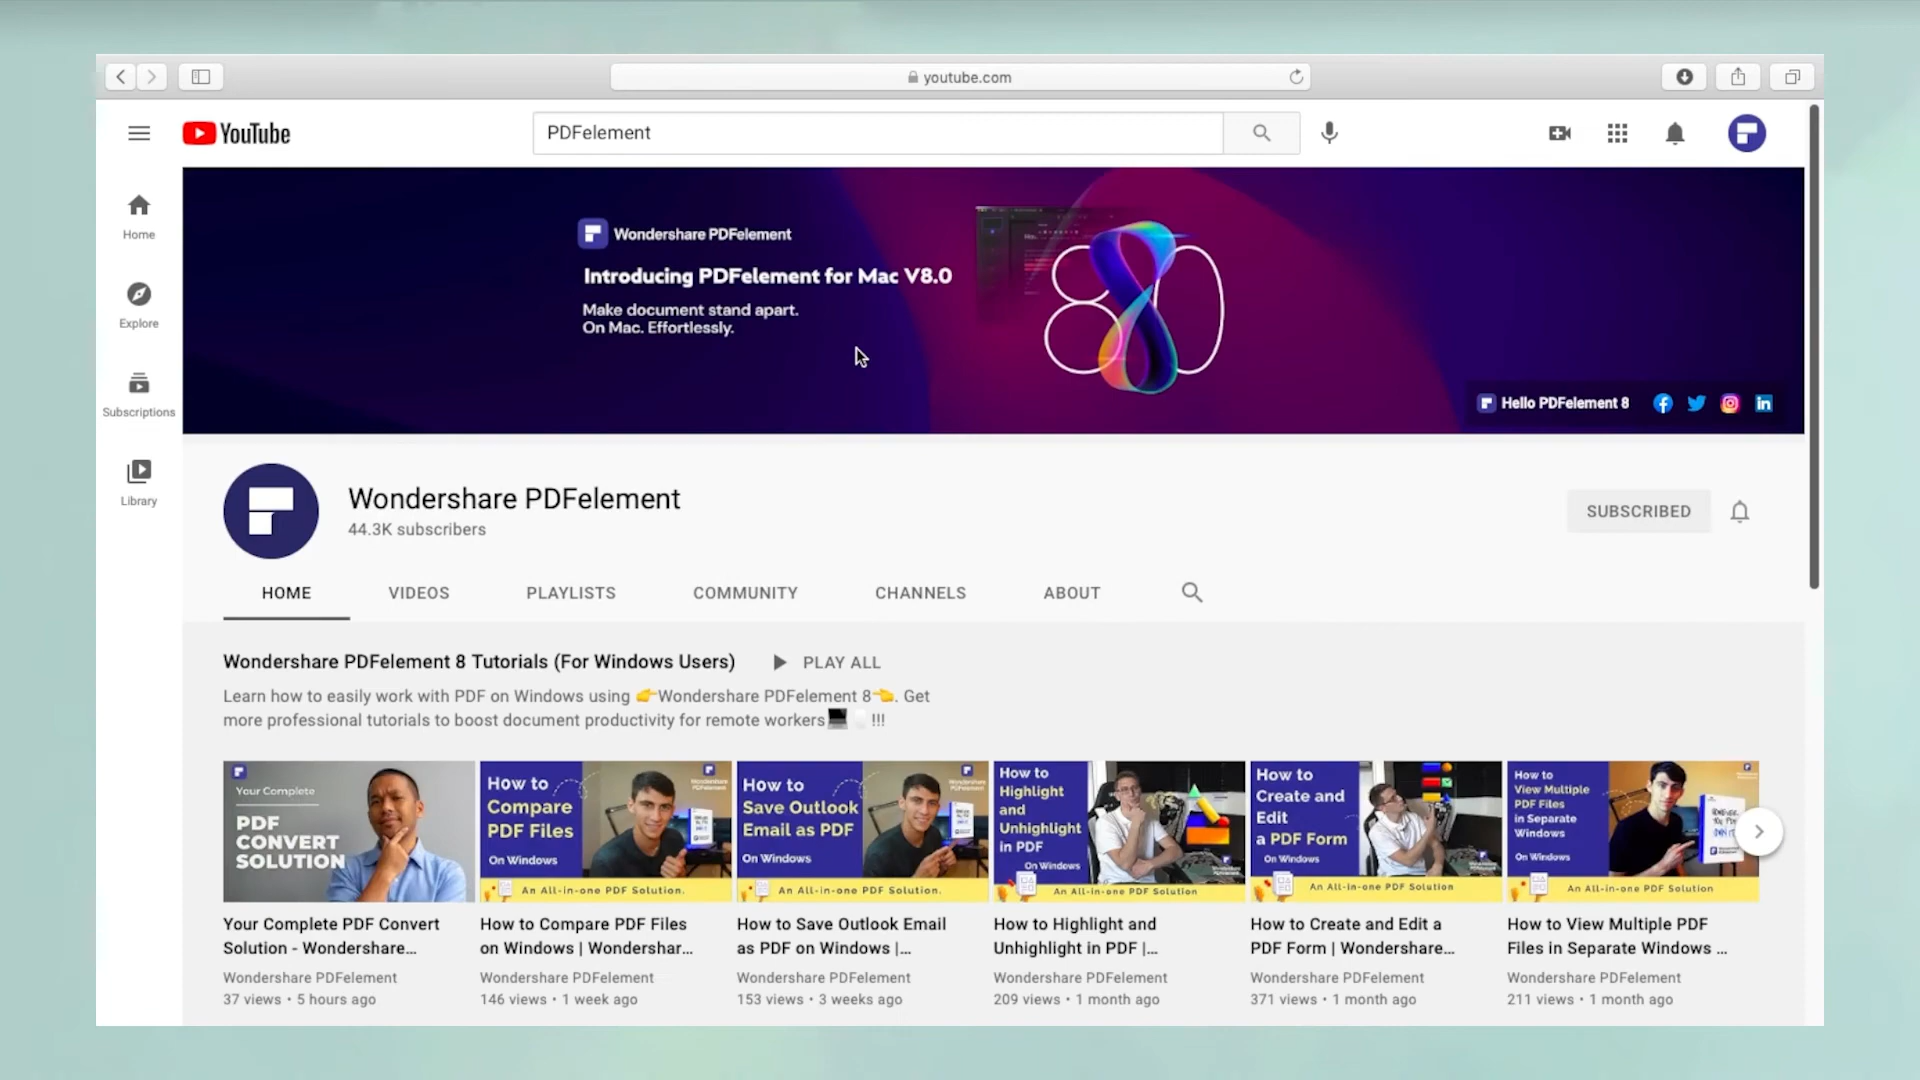 youtube.com
YouTube
PDFelement
Home
Explore
Subscriptions
Library
Wondershare PDFelement
Introducing PDFelement for Mac V8.0
Make document stand apart.
On Mac. Effortlessly.
80
Hello PDFelement 8
Wondershare PDFelement
44.3K subscribers
SUBSCRIBED
HOME
VIDEOS
PLAYLISTS
COMMUNITY
CHANNELS
ABOUT
Wondershare PDFelement 8 Tutorials (For Windows Users)
PLAY ALL
Learn how to easily work with PDF on Windows using 👉Wondershare PDFelement 8👈. Get
more professional tutorials to boost document productivity for remote workers💻 !!!
Your Complete
PDF
CONVERT
SOLUTION
How to
Compare
PDF Files
On Windows
An All-in-one PDF Solution.
How to
Save Outlook
Email as PDF
On Windows
An All-in-one PDF Solution.
How to
Highlight
and
Unhighlight
in PDF
On Windows
An All-in-one PDF Solution
How to
Create and
Edit
a PDF Form
On Windows
An All-in-one PDF Solution
How to
View Multiple
PDF Files
in Separate
Windows
On Windows
An All-in-one PDF Solution
Your Complete PDF Convert
Solution - Wondershare...
Wondershare PDFelement
37 views • 5 hours ago
How to Compare PDF Files
on Windows | Wondershar...
Wondershare PDFelement
146 views • 1 week ago
How to Save Outlook Email
as PDF on Windows |...
Wondershare PDFelement
153 views • 3 weeks ago
How to Highlight and
Unhighlight in PDF |...
Wondershare PDFelement
209 views • 1 month ago
How to Create and Edit a
PDF Form | Wondershare...
Wondershare PDFelement
371 views • 1 month ago
How to View Multiple PDF
Files in Separate Windows ...
Wondershare PDFelement
211 views • 1 month ago